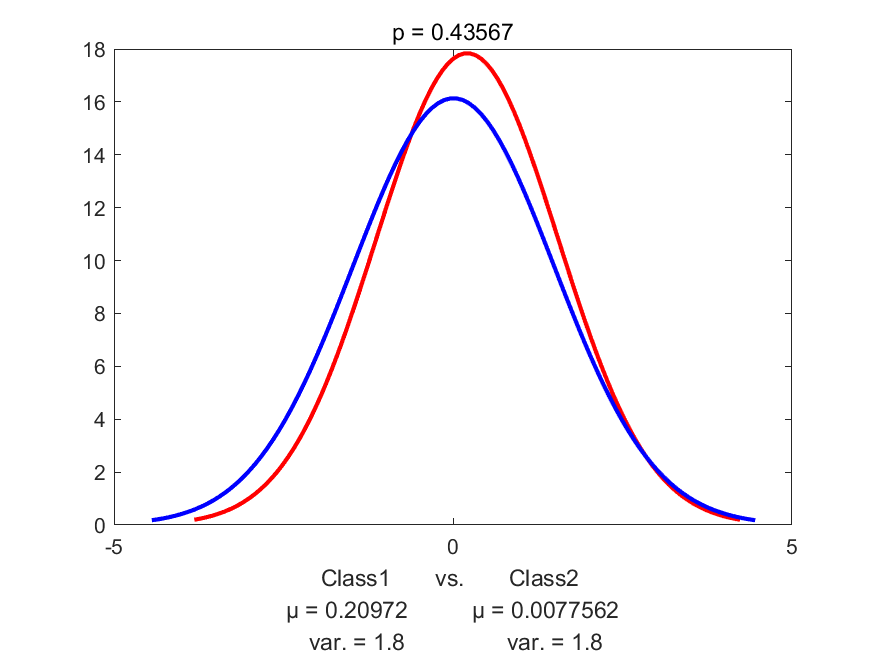 p = 0.43567
18
16
14
12
10
8
6
4
2
0
-5 0 5
Class1 vs. Class2
μ = 0.20972 μ = 0.0077562
var. = 1.8 var. = 1.8